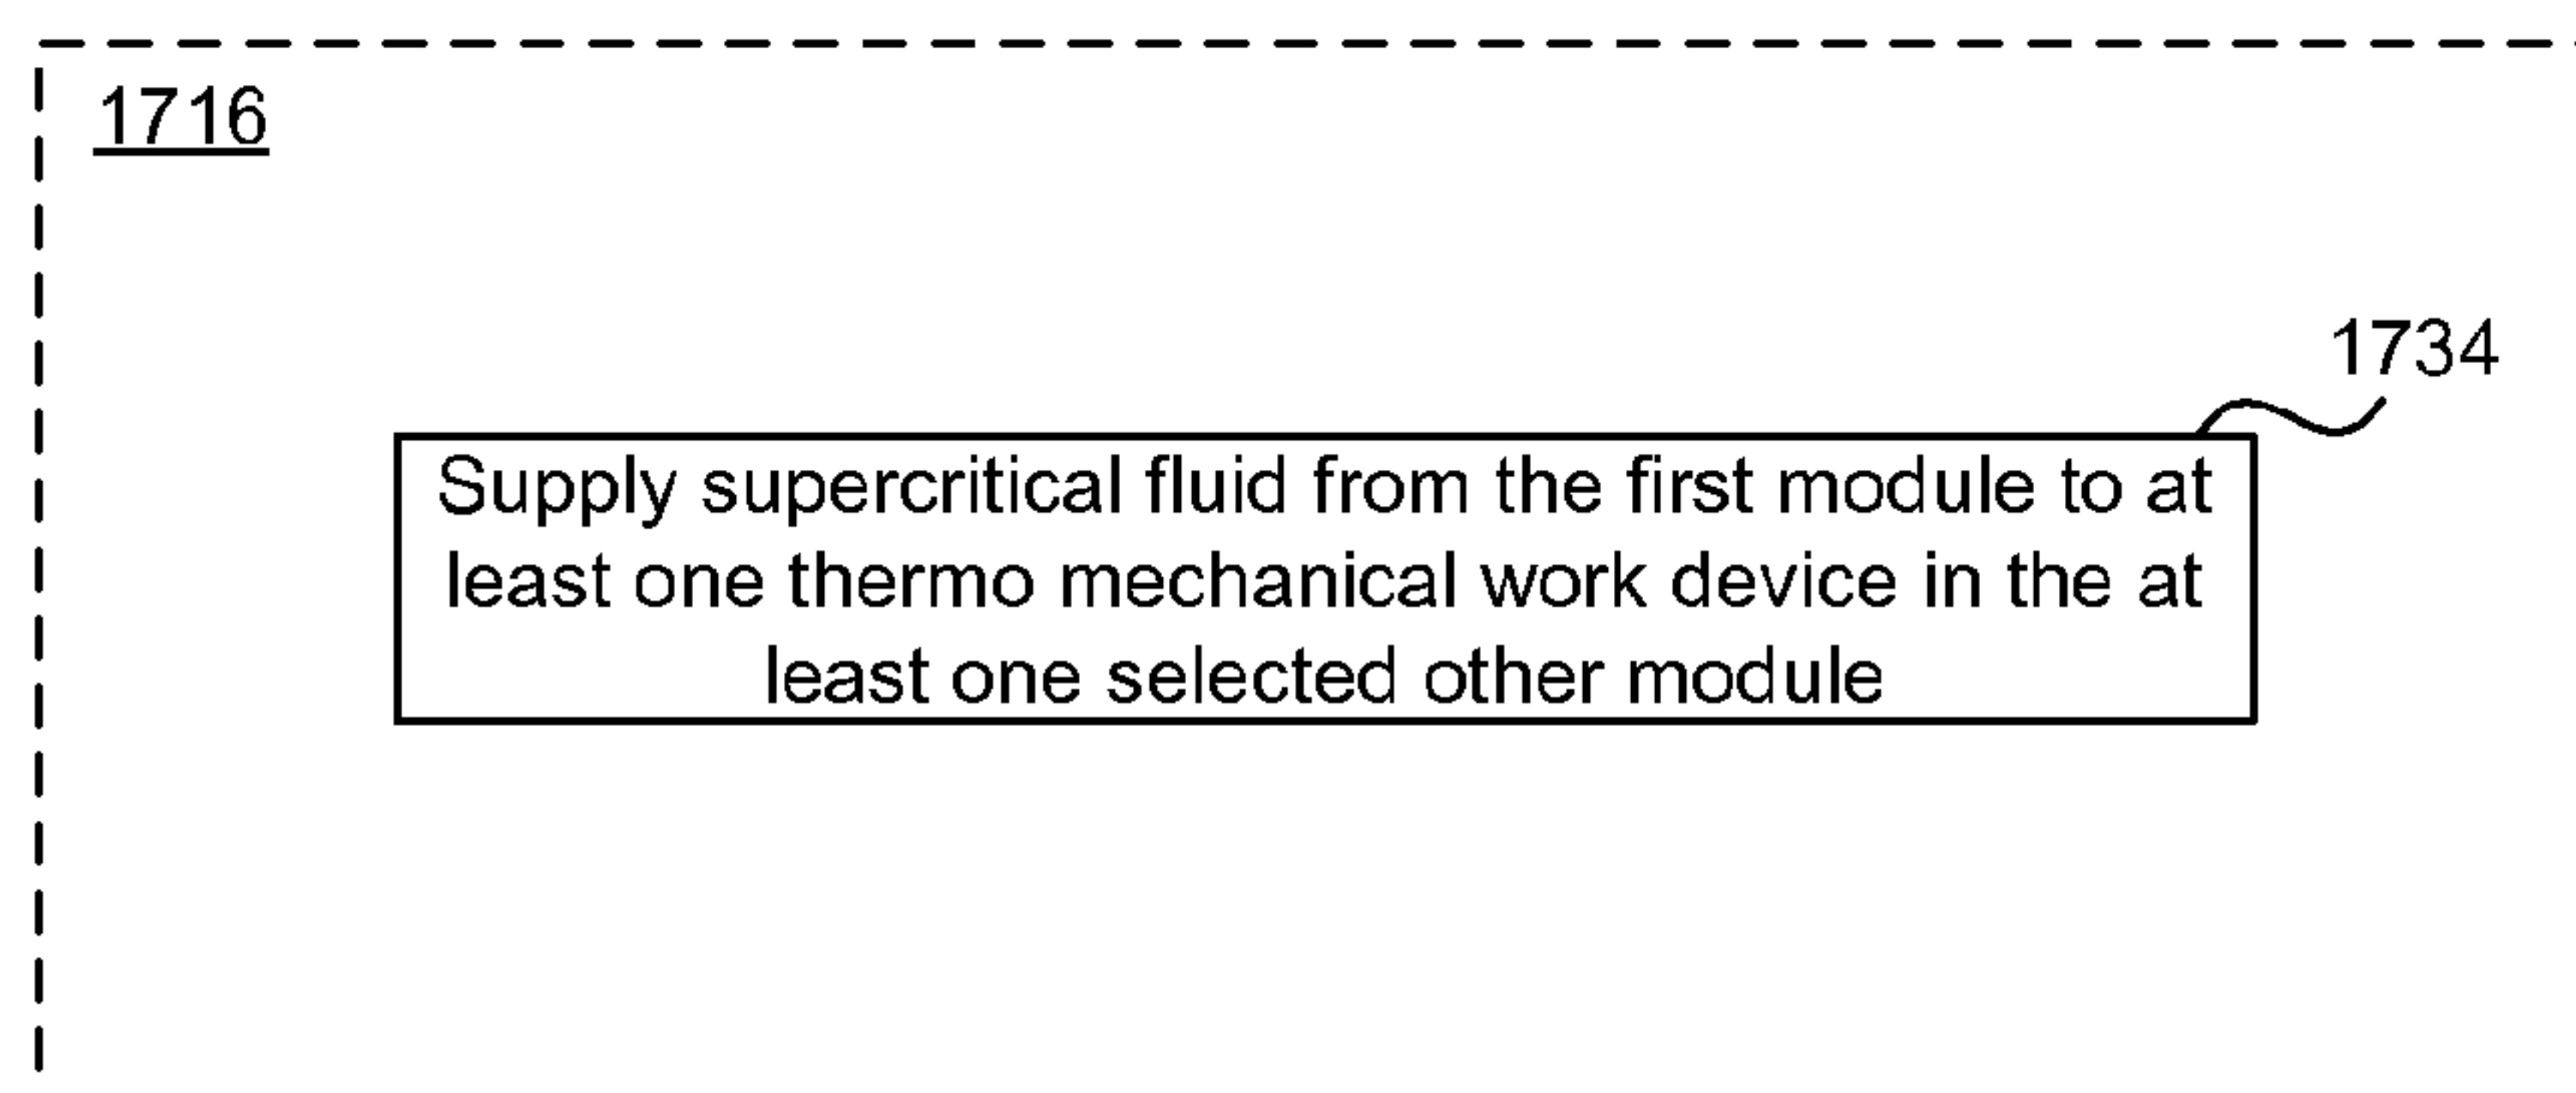 1716
1734
Supply supercritical fluid from the first module to at
least one thermo mechanical work device in the at
least one selected other module